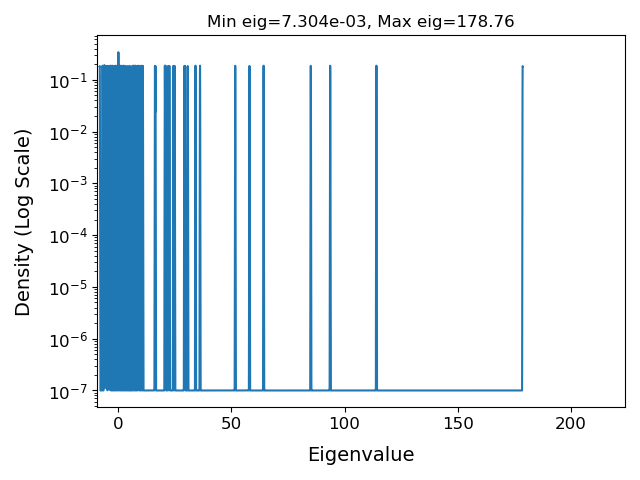 Min eig=7.304e-03, Max eig=178.76
Density (Log Scale)
10⁻¹
10⁻²
10⁻³
10⁻⁴
10⁻⁵
10⁻⁶
10⁻⁷
0 50 100 150 200
Eigenvalue